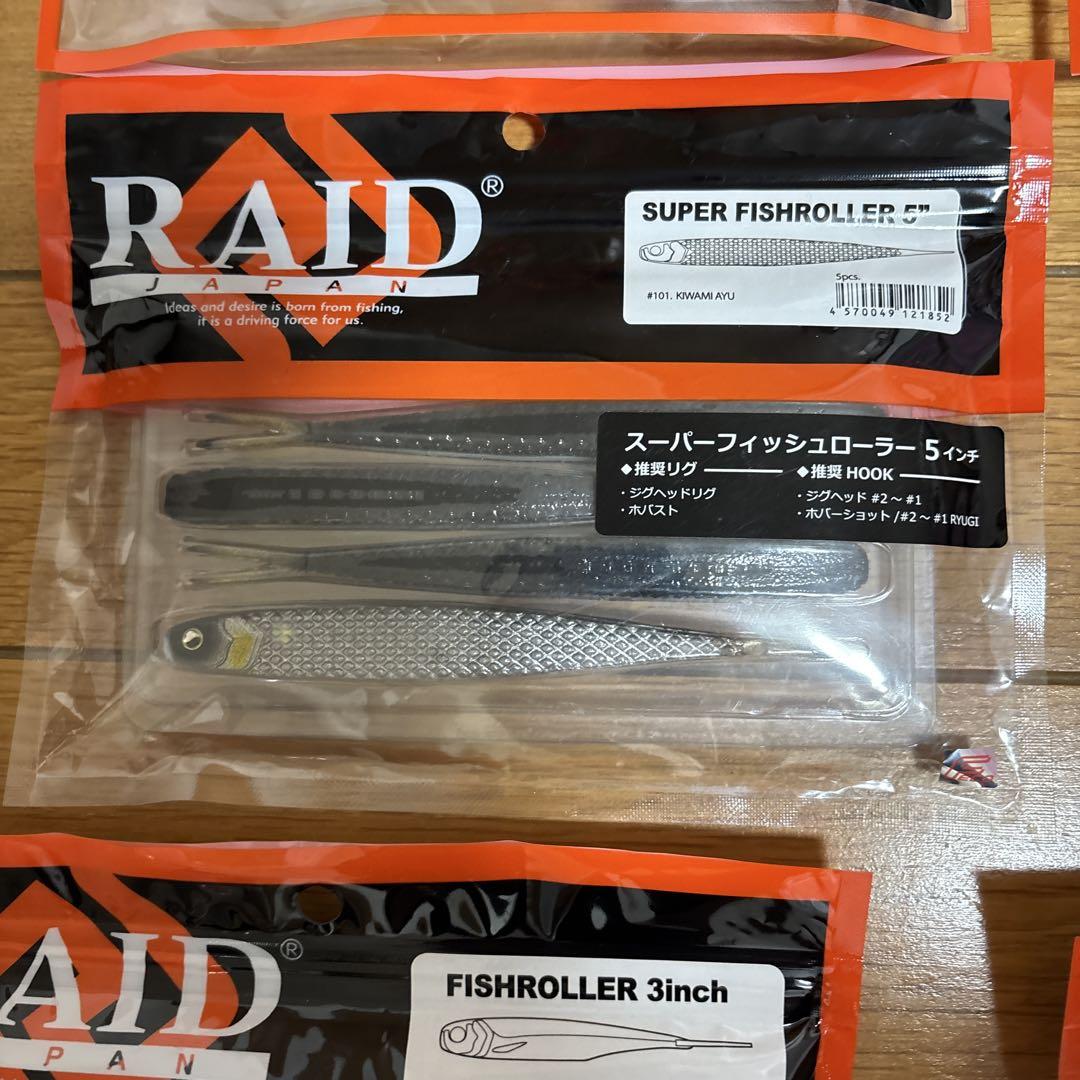 RAID®
JAPAN
Ideas and desire is born from fishing,
it is a driving force for us.
SUPER FISHROLLER 5"
5pcs.
#101. KIWAMI AYU
4 570049 121852
スーパーフィッシュローラー 5インチ
◆推奨リグ
・ジグヘッドリグ
・ホバスト
◆推奨 HOOK
・ジグヘッド #2～#1
・ホバーショット /#2～#1 RYUGI
AID®
PAN
FISHROLLER 3inch